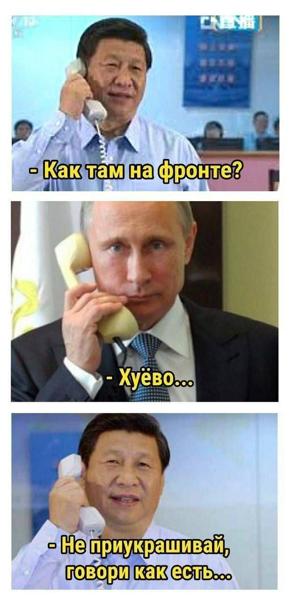 - Как там на фронте?
- Хуёво...
- Не приукрашивай,
говори как есть...